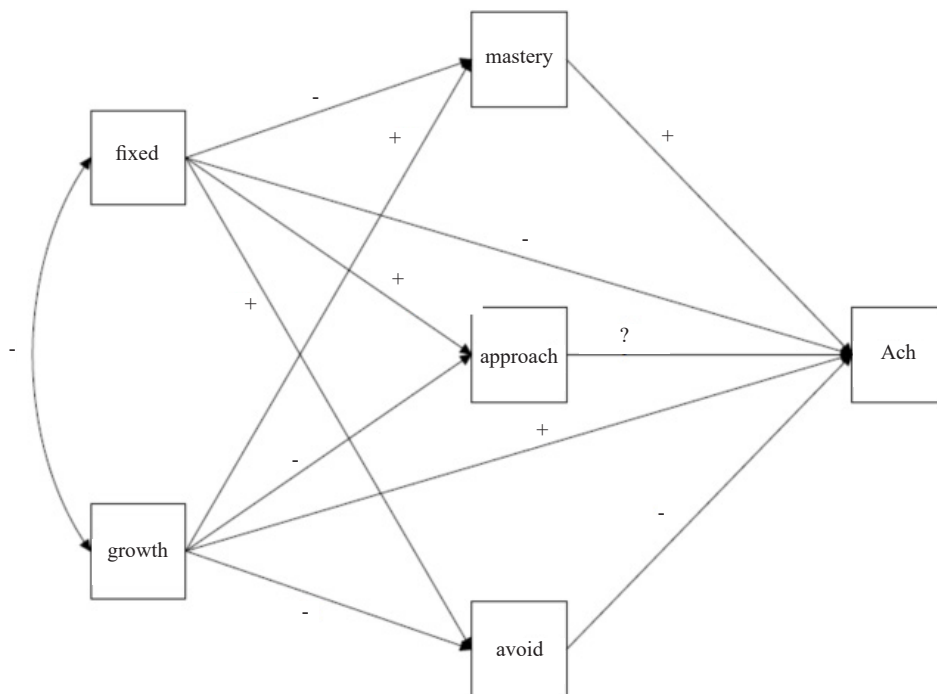 mastery
-
+
+
fixed
-
+
+
?
-
approach
Ach
+
-
-
growth
-
avoid